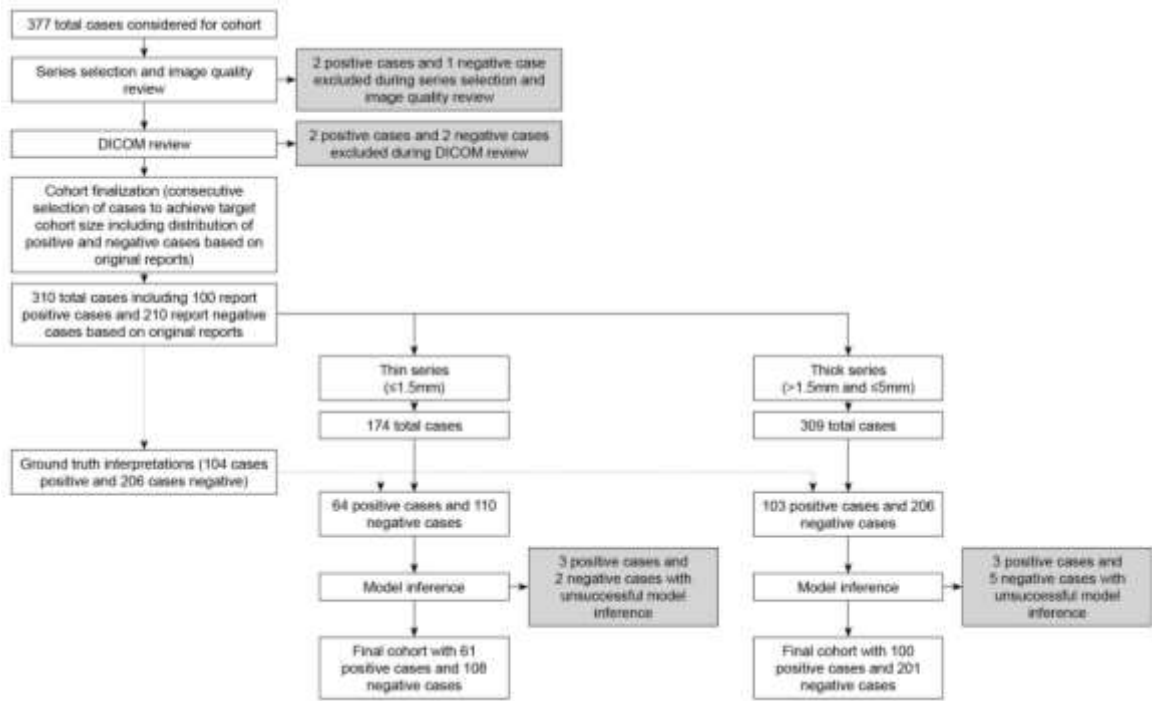 377 total cases considered for cohort
Series selection and image quality
review
2 positive cases and 1 negative case
excluded during series selection and
image quality review
DICOM review
2 positive cases and 2 negative cases
excluded during DICOM review
Cohort finalization (consecutive
selection of cases to achieve target
cohort size including distribution of
positive and negative cases based on
original reports)
310 total cases including 100 report
positive cases and 210 report negative
cases based on original reports
Thin series
(≤1.5mm)
Thick series
(>1.5mm and ≤5mm)
174 total cases
309 total cases
Ground truth interpretations (104 cases
positive and 206 cases negative)
64 positive cases and 110
negative cases
103 positive cases and 206
negative cases
Model inference
3 positive cases and
2 negative cases with
unsuccessful model
inference
Model inference
3 positive cases and
5 negative cases with
unsuccessful model
inference
Final cohort with 61
positive cases and 108
negative cases
Final cohort with 100
positive cases and 201
negative cases